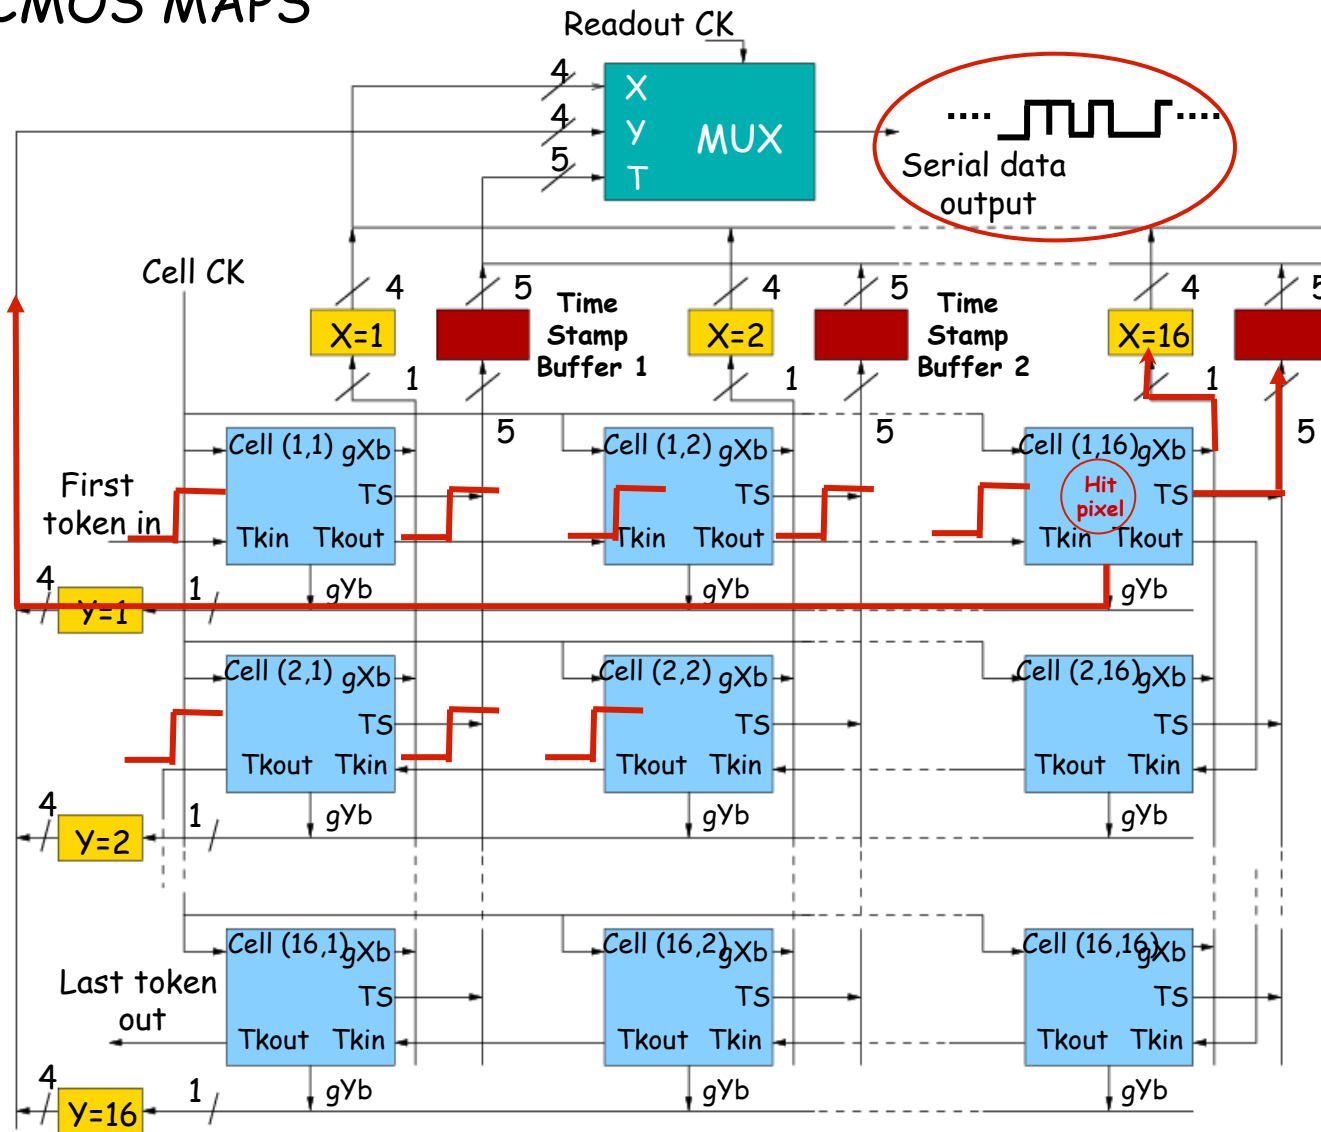 CMOS MAPS
Readout CK
4
X
4
Y
MUX
5
T
Serial data
output
Cell CK
4
5
4
5
4
5
Time
Stamp
Buffer 1
Time
Stamp
Buffer 2
X=1
X=2
X=16
1
1
1
5
5
5
Cell (1,1)
gXb
TS
Tkin
Tkout
Cell (1,2)
gXb
TS
Tkin
Tkout
Cell (1,16)
gXb
Hit
pixel
TS
Tkin
Tkout
First
token in
4
Y=1
1
gYb
gYb
gYb
Cell (2,1)
gXb
TS
Tkout
Tkin
Cell (2,2)
gXb
TS
Tkout
Tkin
Cell (2,16)
gXb
TS
Tkout
Tkin
4
Y=2
1
gYb
gYb
gYb
Cell (16,1)
gXb
TS
Tkout
Tkin
Cell (16,2)
gXb
TS
Tkout
Tkin
Cell (16,16)
gXb
TS
Tkout
Tkin
Last token
out
4
Y=16
1
gYb
gYb
gYb